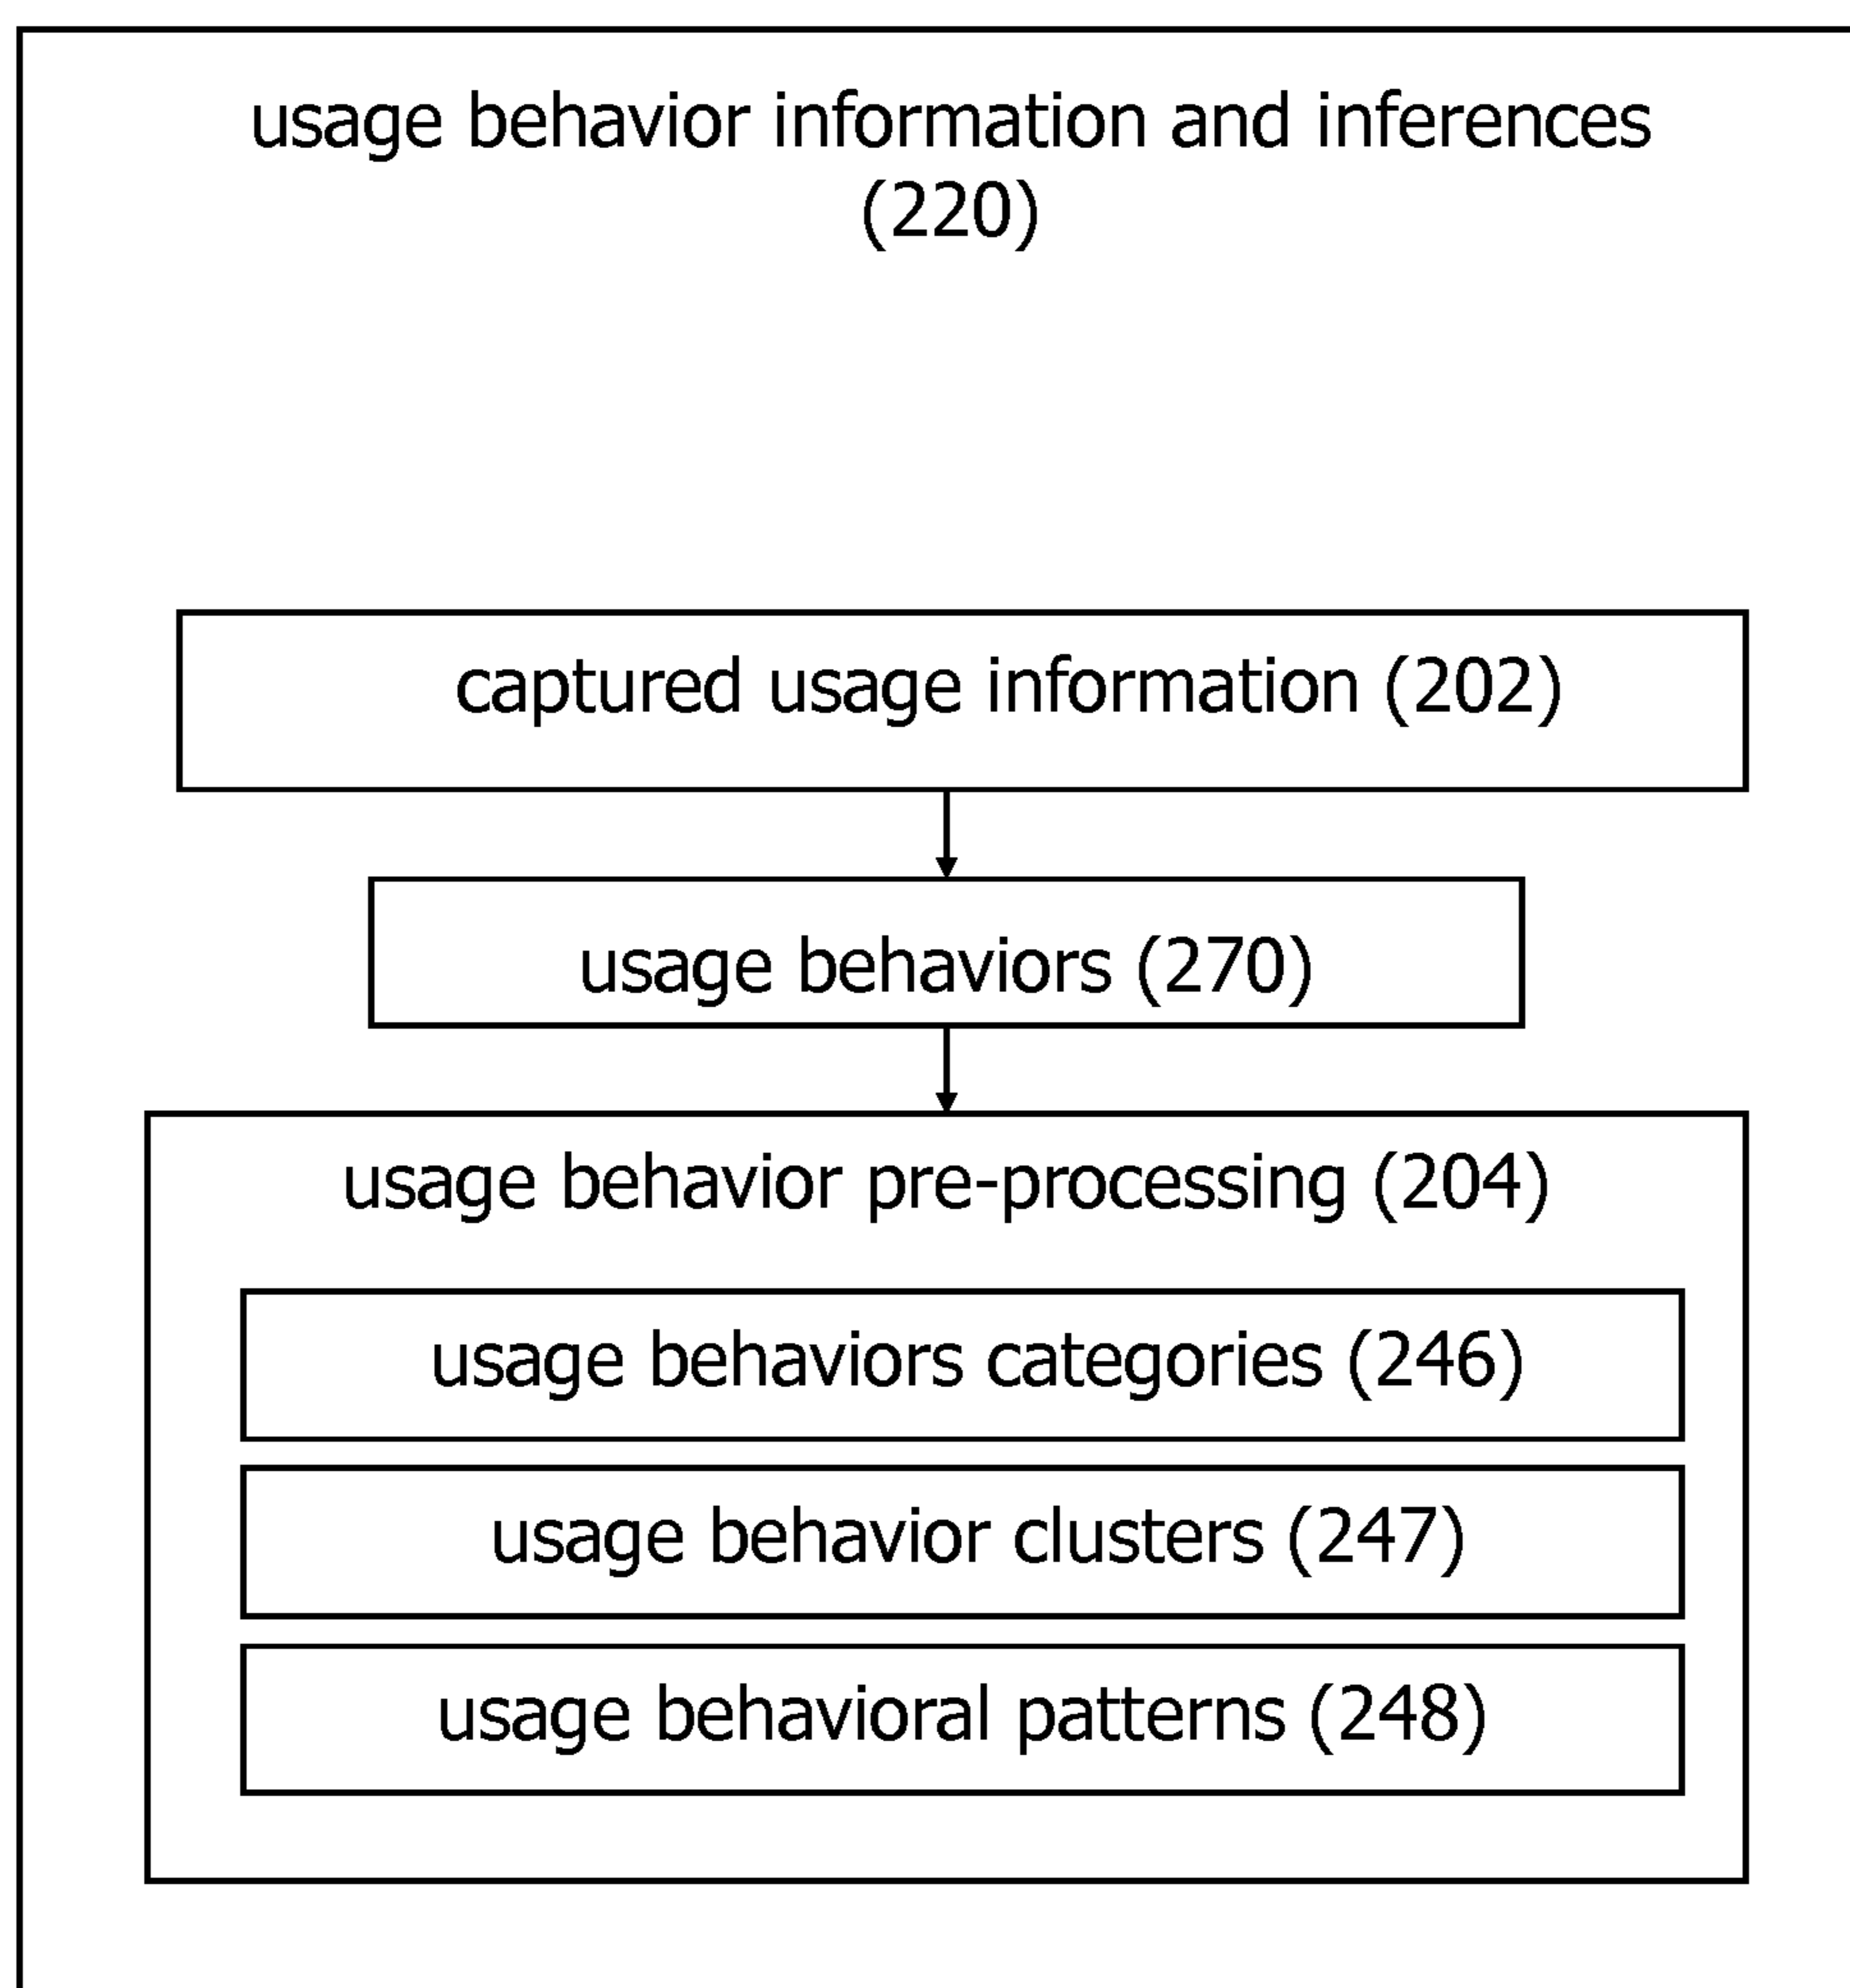 usage behavior information and inferences
(220)
captured usage information (202)
usage behaviors (270)
usage behavior pre-processing (204)
usage behaviors categories (246)
usage behavior clusters (247)
usage behavioral patterns (248)